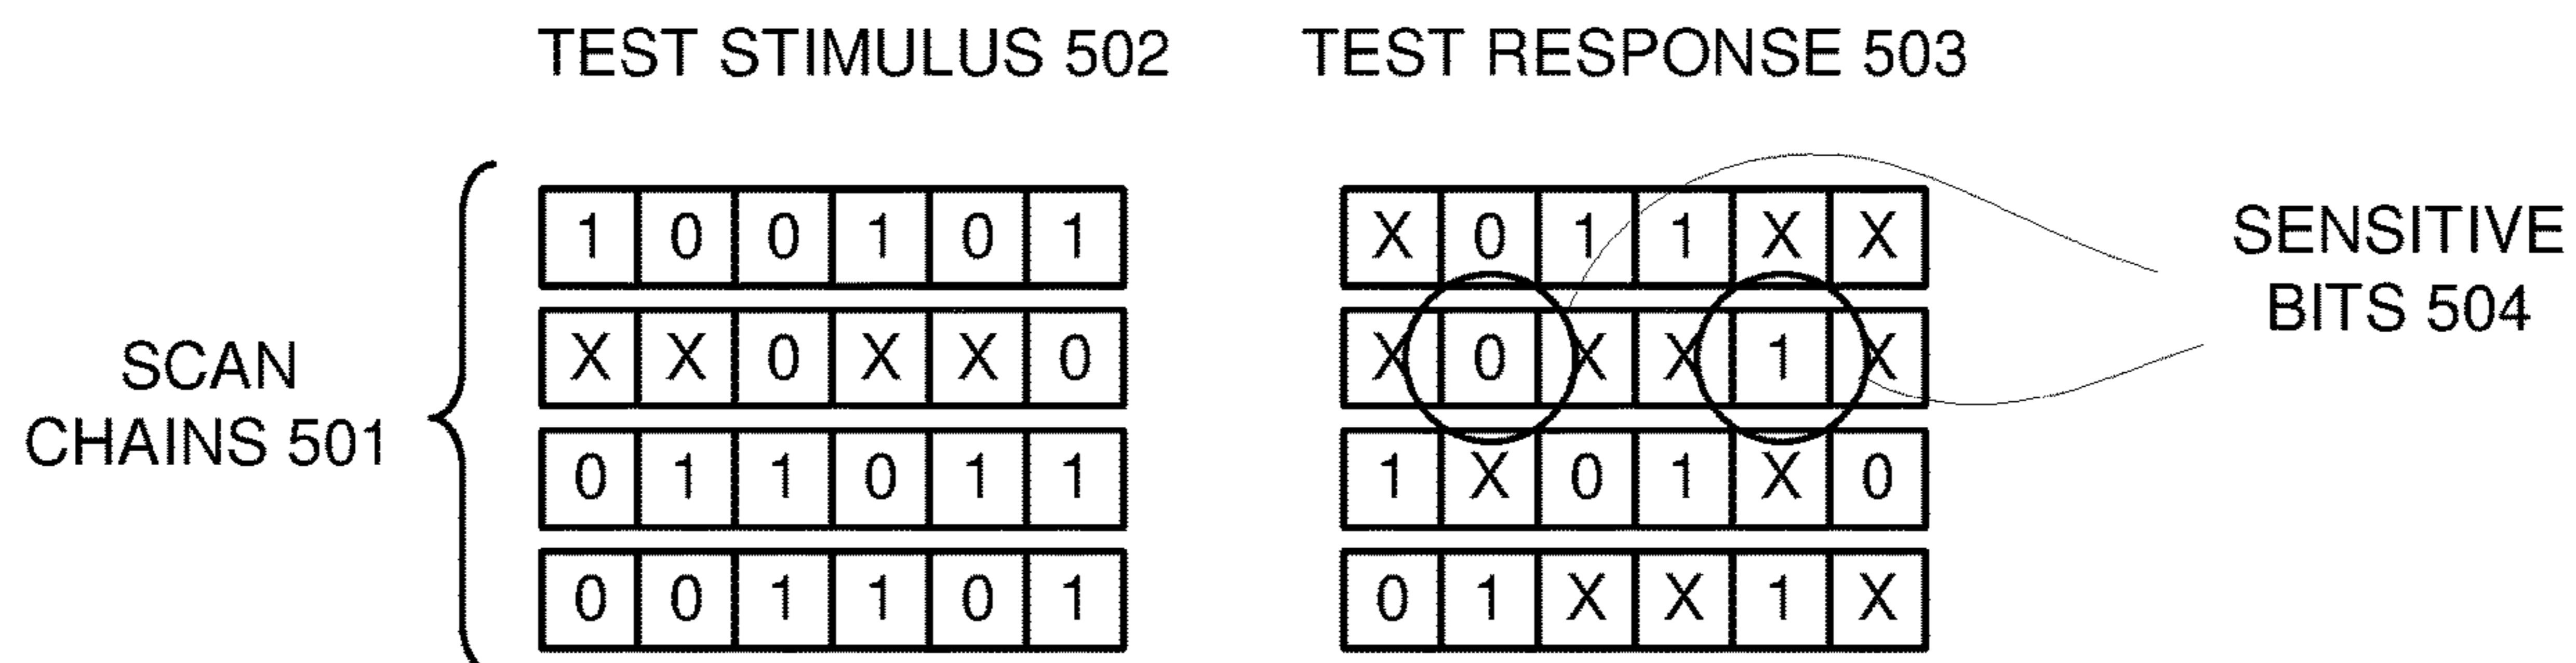 TEST STIMULUS 502 TEST RESPONSE 503
1 0 0 1 0 1 X 0 1 1 X X
SENSITIVE
BITS 504
X X 0 X X 0 X 0 X X 1 X
SCAN
CHAINS 501
0 1 1 0 1 1 1 X 0 1 X 0
0 0 1 1 0 1 0 1 X X 1 X